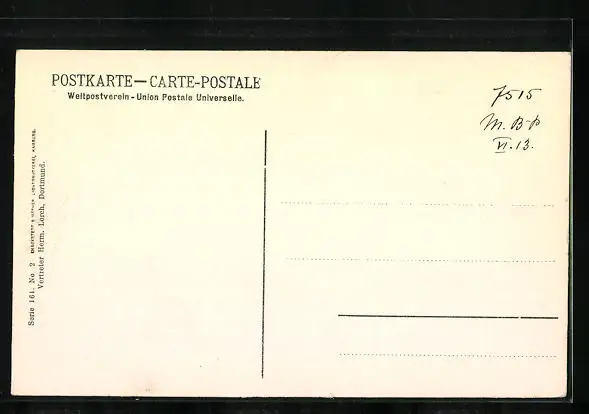 POSTKARTE — CARTE-POSTALE
Weltpostverein - Union Postale Universelle.
7515
M. B-p
VI. 13.
Serie 161. No 2
Vertreter Herm. Lorch, Dortmund.